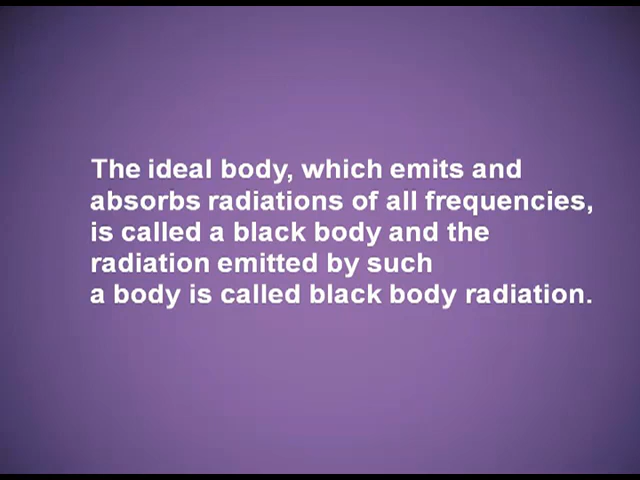 The ideal body, which emits and
absorbs radiations of all frequencies,
is called a black body and the
radiation emitted by such
a body is called black body radiation.